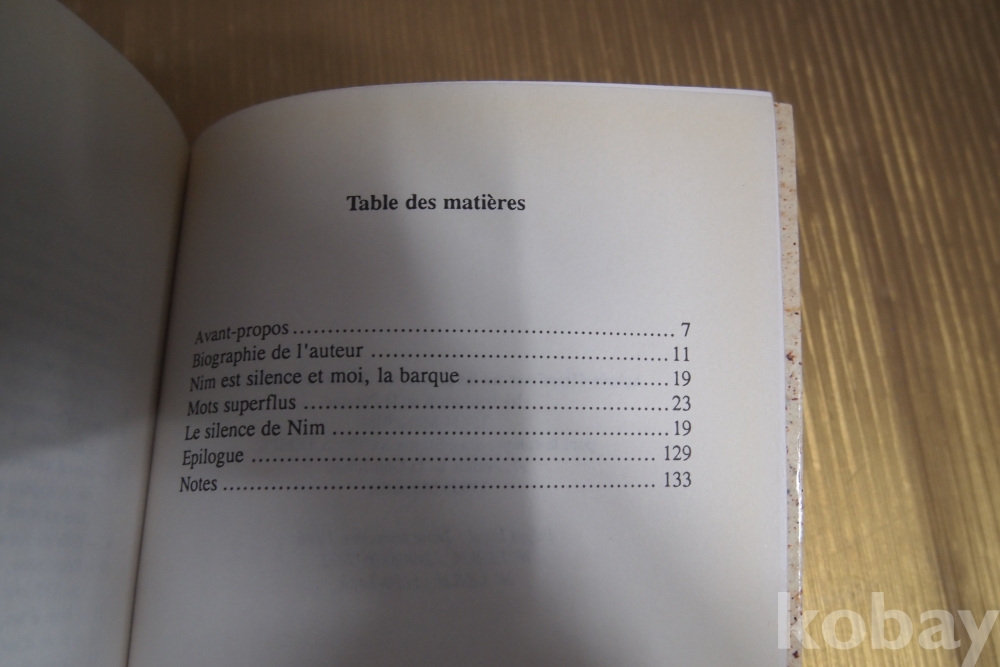 Table des matières
Avant-propos ........................................................ 7
Biographie de l'auteur ............................................ 11
Nim est silence et moi, la barque ............................. 19
Mots superflus ..................................................... 23
Le silence de Nim ................................................. 19
Epilogue ........................................................... 129
Notes ............................................................... 133
kobay